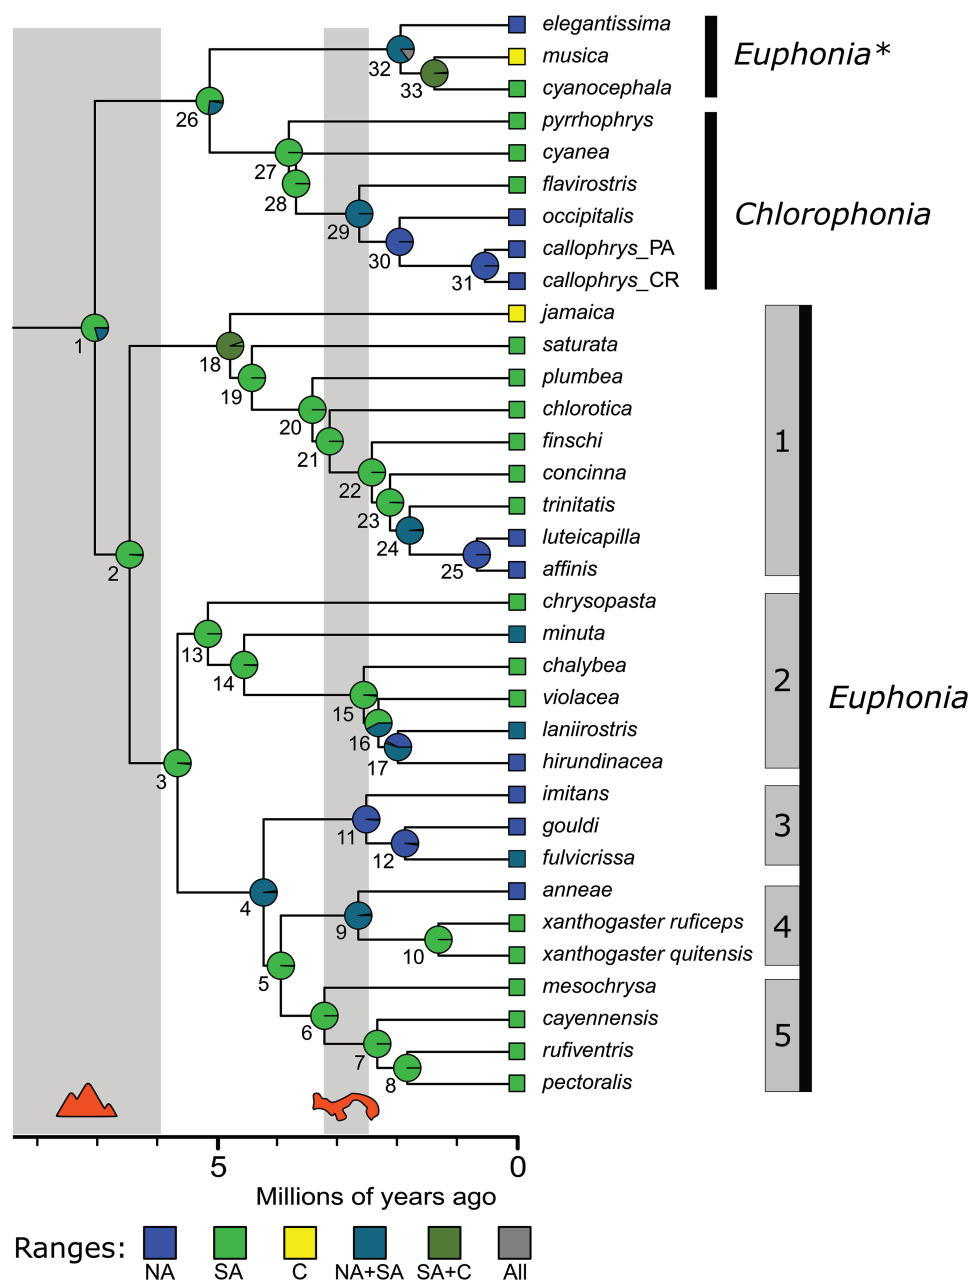 elegantissima
musica
cyanocephala
Euphonia*
32
33
26
pyrrhophrys
cyanea
flavirostris
occipitalis
callophrys_PA
callophrys_CR
Chlorophonia
27
28
29
30
31
1
jamaica
saturata
plumbea
chlorotica
finschi
concinna
trinitatis
luteicapilla
affinis
1
18
19
20
21
22
23
24
25
2
chrysopasta
minuta
chalybea
violacea
laniirostris
hirundinacea
2
Euphonia
13
14
15
16
17
3
imitans
gouldi
fulvicrissa
3
11
12
4
anneae
xanthogaster ruficeps
xanthogaster quitensis
4
9
10
5
mesochrysa
cayennensis
rufiventris
pectoralis
5
6
7
8
5 0
Millions of years ago
Ranges:
NA SA C NA+SA SA+C All